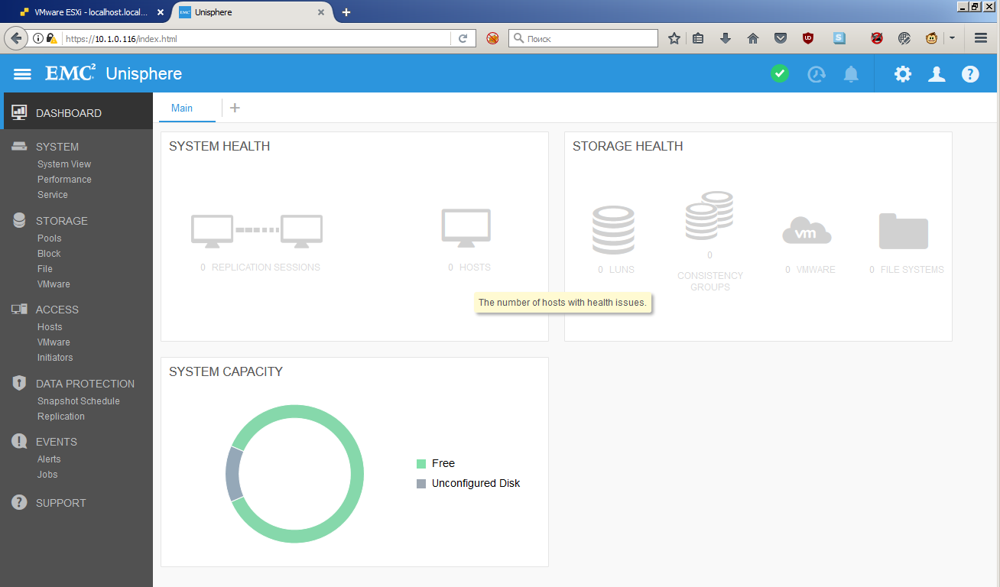 VMware ESXi - localhost.local...
EMC² Unisphere
https://10.1.0.116/index.html
Поиск
EMC² Unisphere
DASHBOARD
SYSTEM
System View
Performance
Service
STORAGE
Pools
Block
File
VMware
ACCESS
Hosts
VMware
Initiators
DATA PROTECTION
Snapshot Schedule
Replication
EVENTS
Alerts
Jobs
SUPPORT
Main
SYSTEM HEALTH
0 REPLICATION SESSIONS
0 HOSTS
The number of hosts with health issues.
STORAGE HEALTH
0 LUNS
0
CONSISTENCY
GROUPS
vm
0 VMWARE
0 FILE SYSTEMS
SYSTEM CAPACITY
Free
Unconfigured Disk